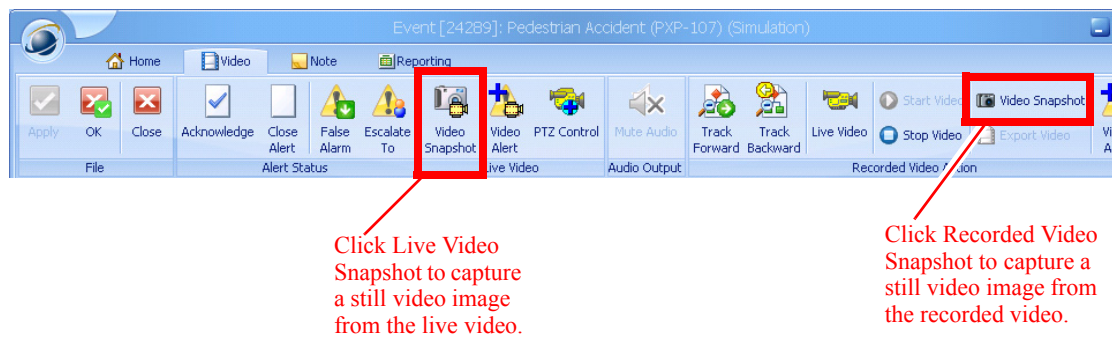 Event [24289]: Pedestrian Accident (PXP-107) (Simulation)
Home Video Note Reporting
Apply OK Close
File
Acknowledge Close Alert False Alarm Escalate To
Alert Status
Video Snapshot Video Alert PTZ Control
Live Video
Mute Audio
Audio Output
Track Forward Track Backward Live Video Start Video Stop Video Video Snapshot Export Video
Recorded Video Action
Click Live Video
Snapshot to capture
a still video image
from the live video.
Click Recorded Video
Snapshot to capture a
still video image from
the recorded video.